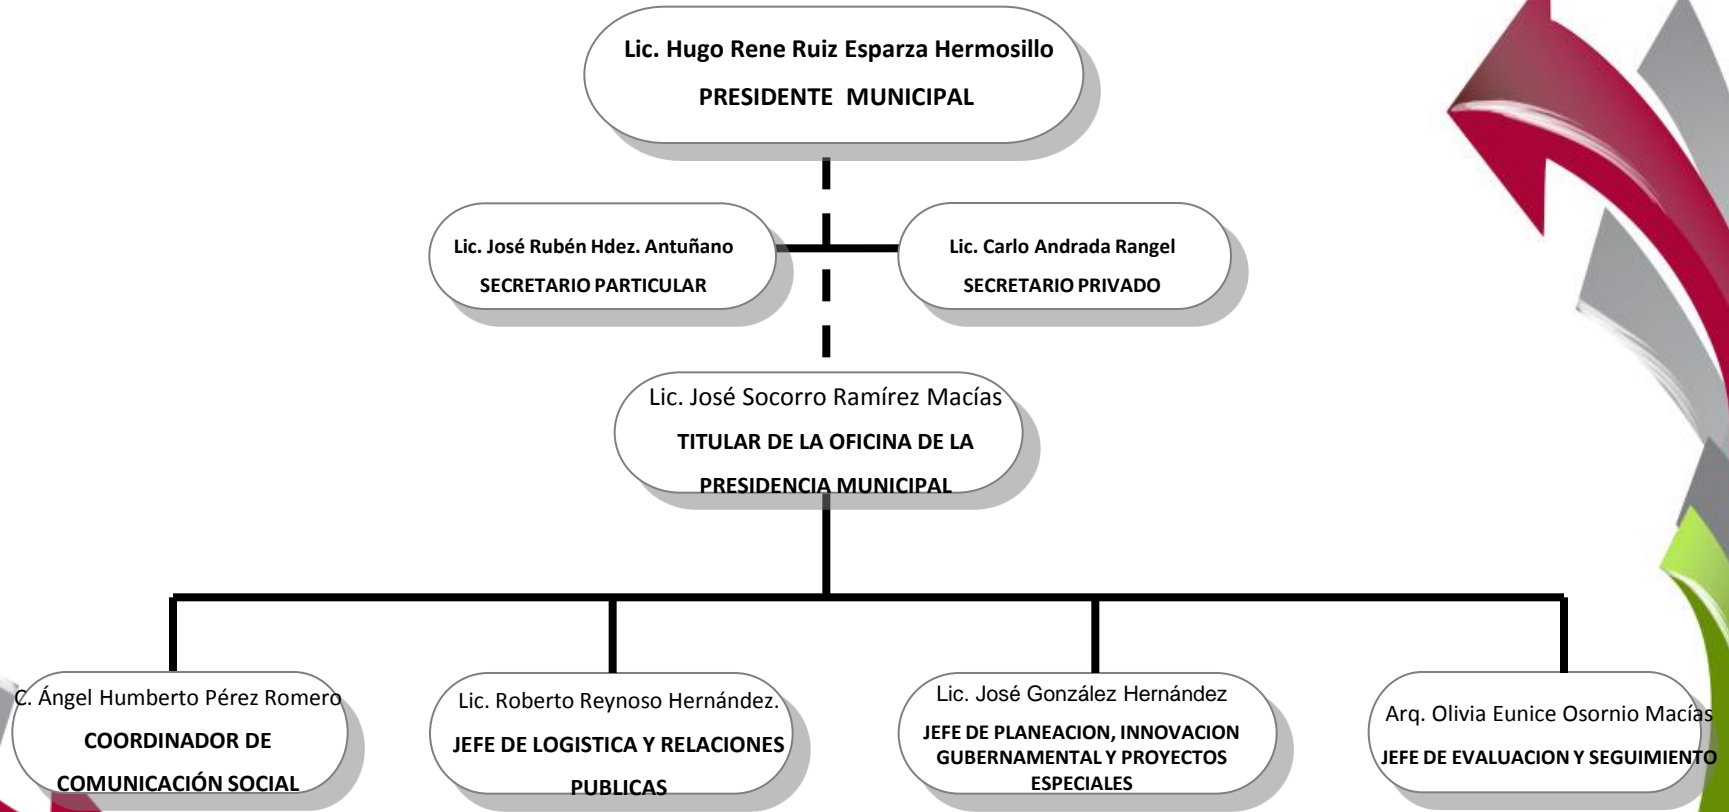 Lic. Hugo Rene Ruiz Esparza Hermosillo
PRESIDENTE MUNICIPAL
Lic. José Rubén Hdez. Antuñano
SECRETARIO PARTICULAR
Lic. Carlo Andrada Rangel
SECRETARIO PRIVADO
Lic. José Socorro Ramírez Macías
TITULAR DE LA OFICINA DE LA
PRESIDENCIA MUNICIPAL
C. Ángel Humberto Pérez Romero
COORDINADOR DE
COMUNICACIÓN SOCIAL
Lic. Roberto Reynoso Hernández.
JEFE DE LOGISTICA Y RELACIONES
PUBLICAS
Lic. José González Hernández
JEFE DE PLANEACION, INNOVACION
GUBERNAMENTAL Y PROYECTOS
ESPECIALES
Arq. Olivia Eunice Osornio Macías
JEFE DE EVALUACION Y SEGUIMIENTO